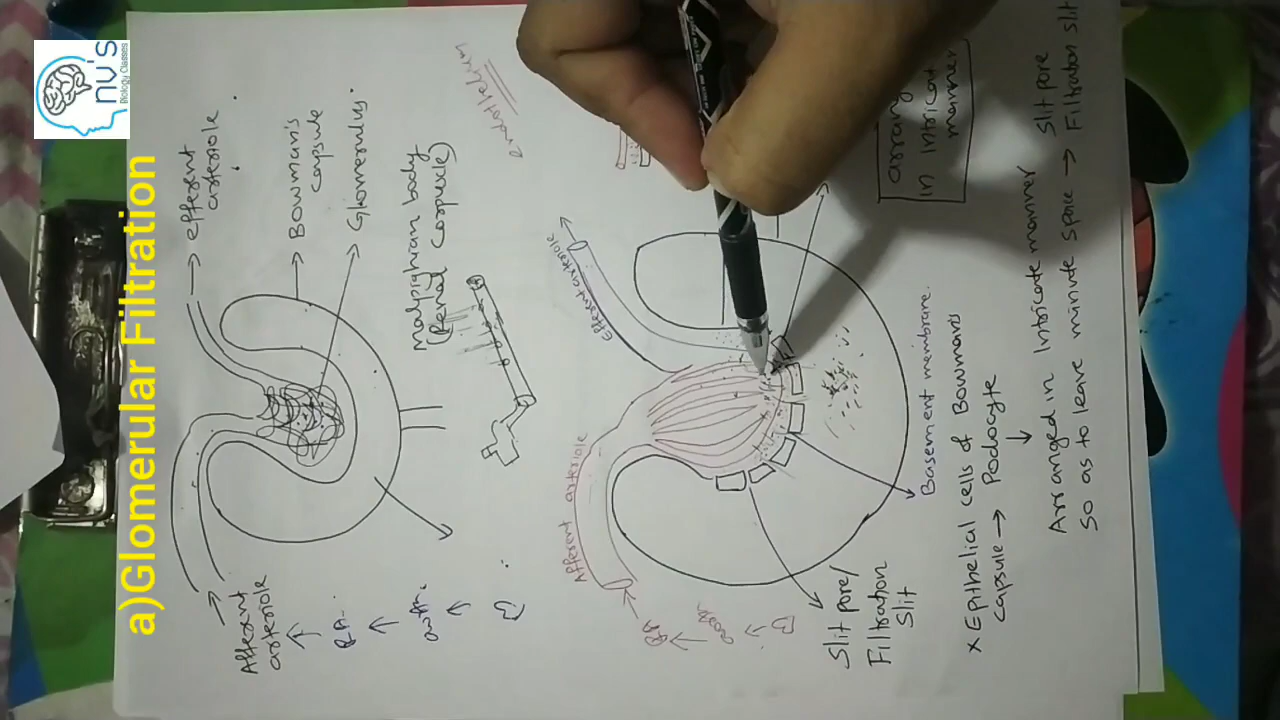 a)Glomerular Filtration
NV'S
Biology Classes
efferent
arteriole
Bowman's
capsule
Glomerulus.
malpighian body
(Renal corpuscle)
Afferent
arteriole
endothelium
Efferent arteriole
Afferent arteriole
Slit pore/
Filtration
Slit
Basement membrane.
arrang
in intricate
manner
x Epithelial cells of Bowman's
capsule → Podocyte
Arranged in Intricate manner
So as to leave minute space → Slit pore
Filtration slit